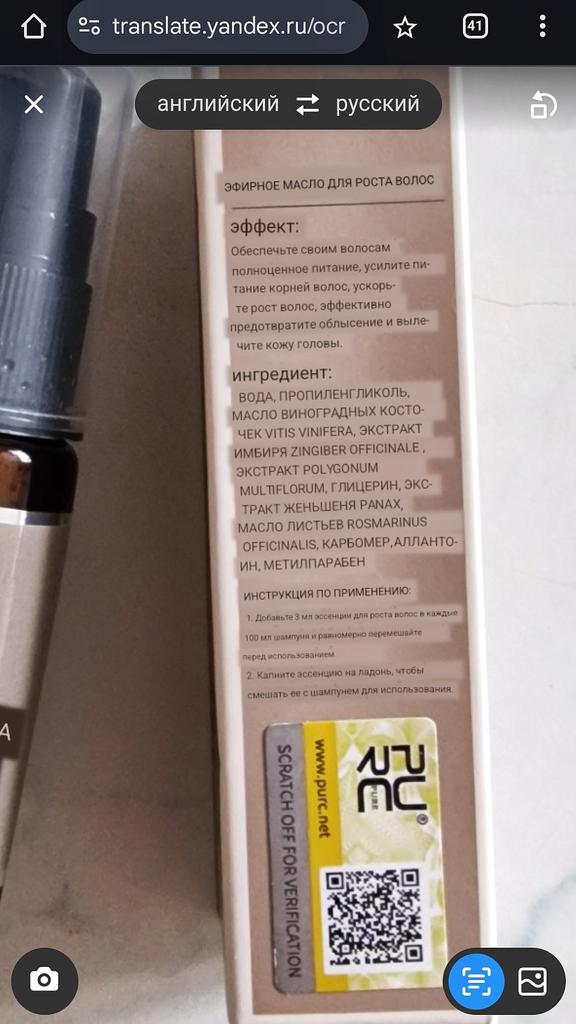 translate.yandex.ru/ocr
41
английский русский
ЭФИРНОЕ МАСЛО ДЛЯ РОСТА ВОЛОС
эффект:
Обеспечьте своим волосам
полноценное питание, усилите пи-
тание корней волос, ускорь-
те рост волос, эффективно
предотвратите облысение и выле-
чите кожу головы.
ингредиент:
ВОДА, ПРОПИЛЕНГЛИКОЛЬ,
МАСЛО ВИНОГРАДНЫХ КОСТО-
ЧЕК VITIS VINIFERA, ЭКСТРАКТ
ИМБИРЯ ZINGIBER OFFICINALE ,
ЭКСТРАКТ POLYGONUM
MULTIFLORUM, ГЛИЦЕРИН, ЭКС-
ТРАКТ ЖЕНЬШЕНЯ PANAX,
МАСЛО ЛИСТЬЕВ ROSMARINUS
OFFICINALIS, КАРБОМЕР,АЛЛАНТО-
ИН, МЕТИЛПАРАБЕН
ИНСТРУКЦИЯ ПО ПРИМЕНЕНИЮ:
1. Добавьте 3 мл эссенции для роста волос в каждые
100 мл шампуня и равномерно перемешайте
перед использованием.
2. Капните эссенцию на ладонь, чтобы
смешать ее с шампунем для использования.
PURC®
PURE
www.purc.net
SCRATCH OFF FOR VERIFICATION
А